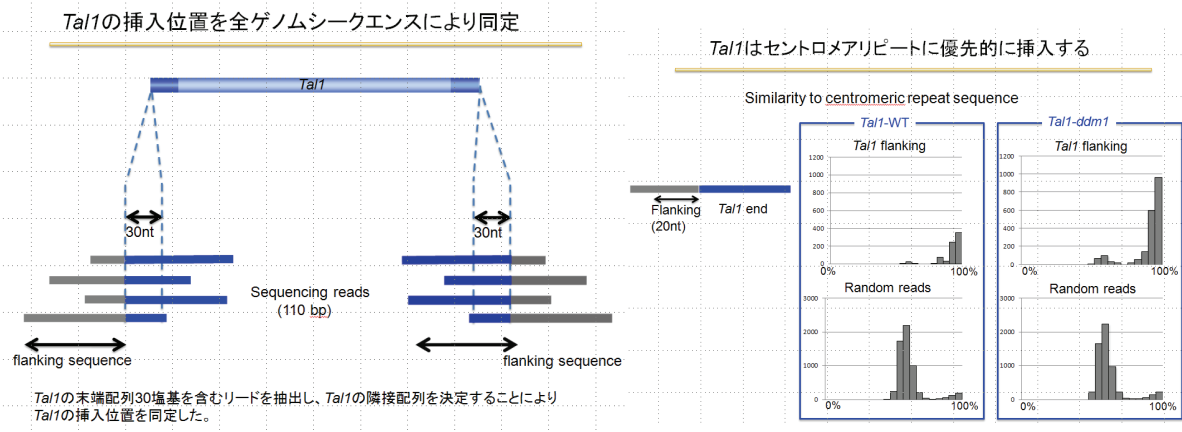 Tal1の挿入位置を全ゲノムシークエンスにより同定
Tal1
30nt
30nt
Sequencing reads
(110 bp)
flanking sequence
flanking sequence
Tal1の末端配列30塩基を含むリードを抽出し、Tal1の隣接配列を決定することにより
Tal1の挿入位置を同定した。
Tal1はセントロメアリピートに優先的に挿入する
Similarity to centromeric repeat sequence
Flanking
(20nt)
Tal1 end
Tal1-WT
Tal1 flanking
1200
1000
800
600
400
200
0
0%
100%
Random reads
3000
2000
1000
0
0%
100%
Tal1-ddm1
Tal1 flanking
1200
1000
800
600
400
200
0
0%
100%
Random reads
3000
2000
1000
0
0%
100%